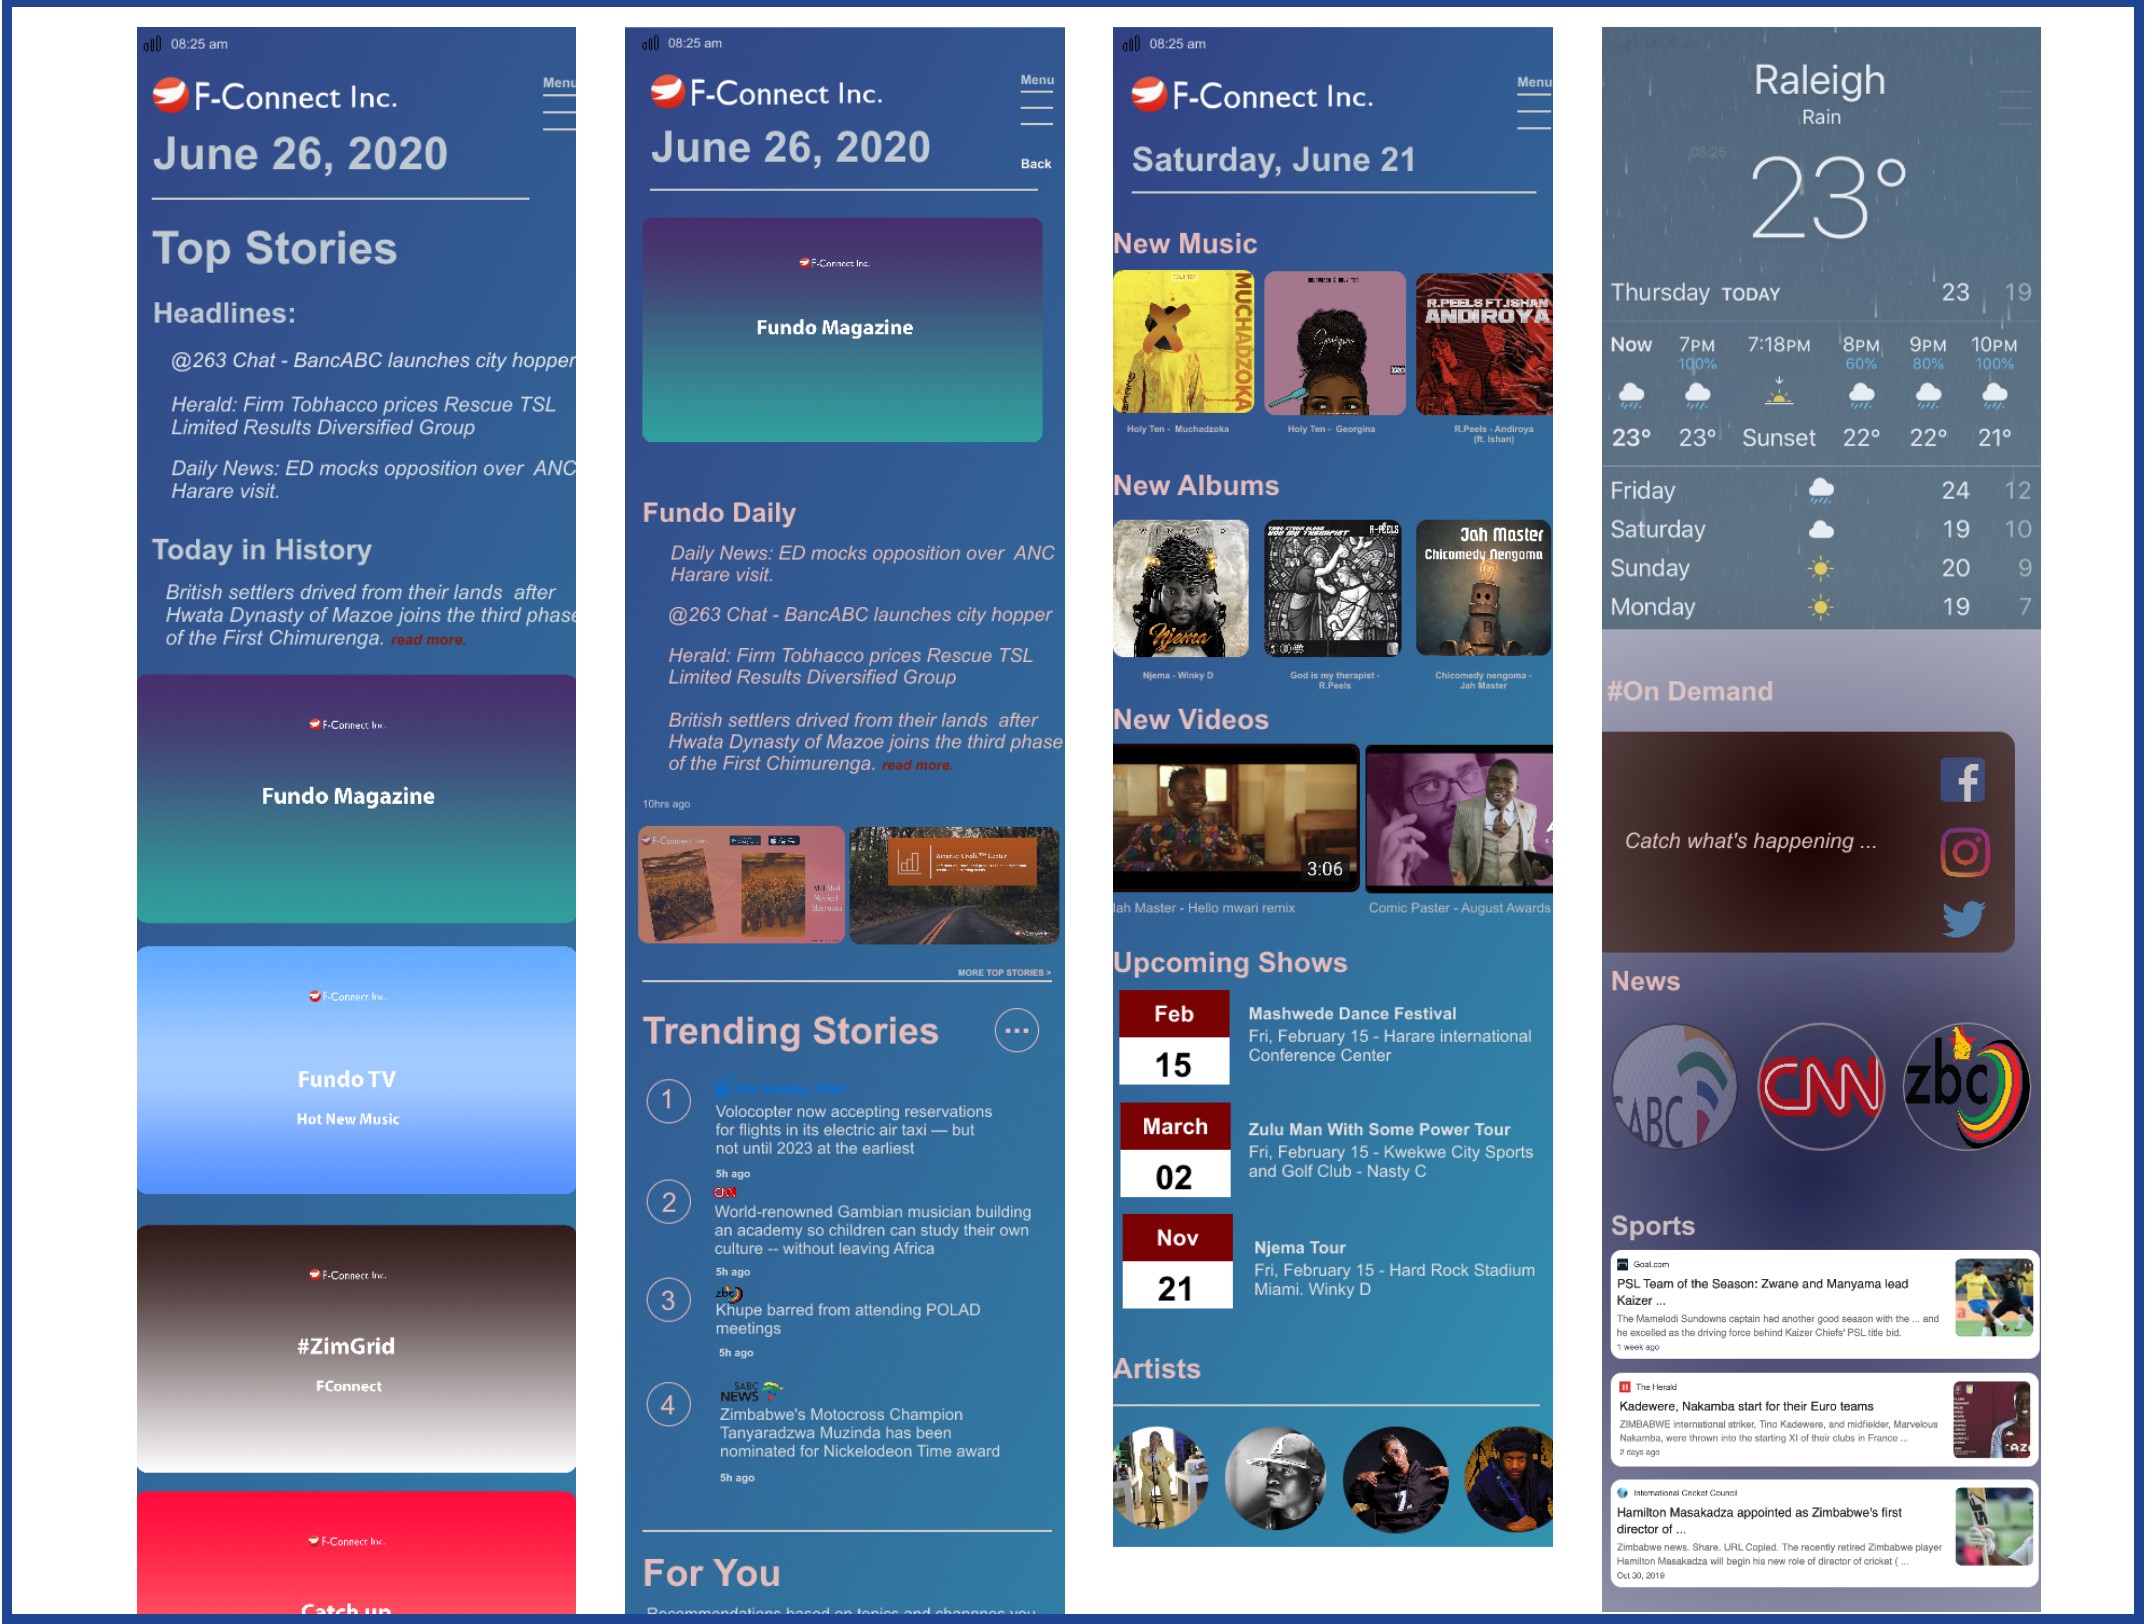 08:25 am
F-Connect Inc.
Menu
June 26, 2020
Top Stories
Headlines:
@263 Chat - BancABC launches city hopper
Herald: Firm Tobhacco prices Rescue TSL
Limited Results Diversified Group
Daily News: ED mocks opposition over ANC
Harare visit.
Today in History
British settlers drived from their lands after
Hwata Dynasty of Mazoe joins the third phase
of the First Chimurenga. read more.
F-Connect Inc.
Fundo Magazine
F-Connect Inc.
Fundo TV
Hot New Music
F-Connect Inc.
#ZimGrid
FConnect
F-Connect Inc.
Catch up
08:25 am
F-Connect Inc.
Menu
June 26, 2020
Back
F-Connect Inc.
Fundo Magazine
Fundo Daily
Daily News: ED mocks opposition over ANC
Harare visit.
@263 Chat - BancABC launches city hopper
Herald: Firm Tobhacco prices Rescue TSL
Limited Results Diversified Group
British settlers drived from their lands after
Hwata Dynasty of Mazoe joins the third phase
of the First Chimurenga. read more.
10hrs ago
F-Connect Inc.
MORE TOP STORIES >
Trending Stories
1
Volocopter now accepting reservations
for flights in its electric air taxi — but
not until 2023 at the earliest
5h ago
2
CNN
World-renowned Gambian musician building
an academy so children can study their own
culture -- without leaving Africa
5h ago
3
zbc
Khupe barred from attending POLAD
meetings
5h ago
4
SABC
NEWS
Zimbabwe's Motocross Champion
Tanyaradzwa Muzinda has been
nominated for Nickelodeon Time award
5h ago
For You
Recommendations based on topics and channnes you
08:25 am
F-Connect Inc.
Menu
Saturday, June 21
New Music
MUCHADZOKA
R.PEELS FT.ISHAN
ANDIROYA
Holy Ten - Muchadzoka
Holy Ten - Georgina
R.Peels - Andiroya
(ft. Ishan)
New Albums
WINKY D
Njema
R-PEELS
Jah Master
Chicomedy Nengoma
Njema - Winky D
God is my therapist -
R.Peels
Chicomedy nengoma -
Jah Master
New Videos
3:06
Jah Master - Hello mwari remix
Comic Paster - August Awards
Upcoming Shows
Feb
15
Mashwede Dance Festival
Fri, February 15 - Harare international
Conference Center
March
02
Zulu Man With Some Power Tour
Fri, February 15 - Kwekwe City Sports
and Golf Club - Nasty C
Nov
21
Njema Tour
Fri, February 15 - Hard Rock Stadium
Miami. Winky D
Artists
Raleigh
Rain
08:25
23°
Thursday TODAY 23 19
Now 7PM 7:18PM 8PM 9PM 10PM
100% 60% 80% 100%
23° 23° Sunset 22° 22° 21°
Friday 24 12
Saturday 19 10
Sunday 20 9
Monday 19 7
#On Demand
Catch what's happening ...
News
SABC
CNN
zbc
Sports
Goal.com
PSL Team of the Season: Zwane and Manyama lead
Kaizer ...
The Mamelodi Sundowns captain had another good season with the ... and
he excelled as the driving force behind Kaizer Chiefs' PSL title bid.
1 week ago
The Herald
Kadewere, Nakamba start for their Euro teams
ZIMBABWE international striker, Tino Kadewere, and midfielder, Marvelous
Nakamba, were thrown into the starting XI of their clubs in France ...
2 days ago
International Cricket Council
Hamilton Masakadza appointed as Zimbabwe's first
director of ...
Zimbabwe news. Share. URL Copied. The recently retired Zimbabwe player
Hamilton Masakadza will begin his new role of director of cricket ( ...
Oct 30, 2019